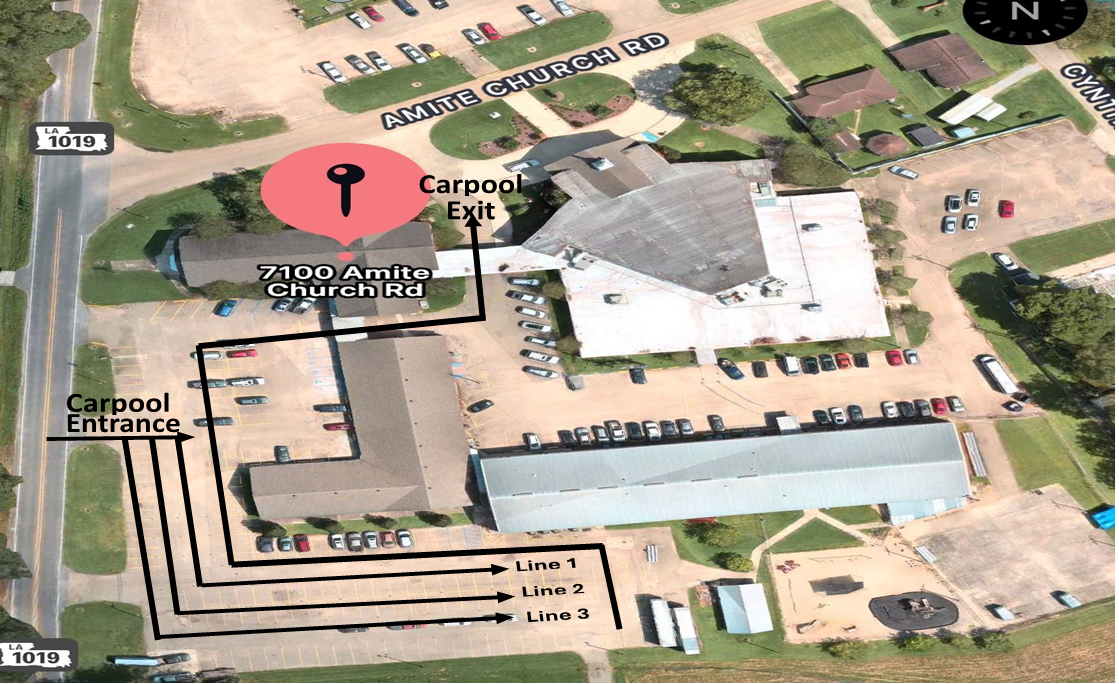 N
AMITE CHURCH RD
LA
1019
Carpool
Exit
7100 Amite
Church Rd
Carpool
Entrance
Line 1
Line 2
Line 3
LA
1019